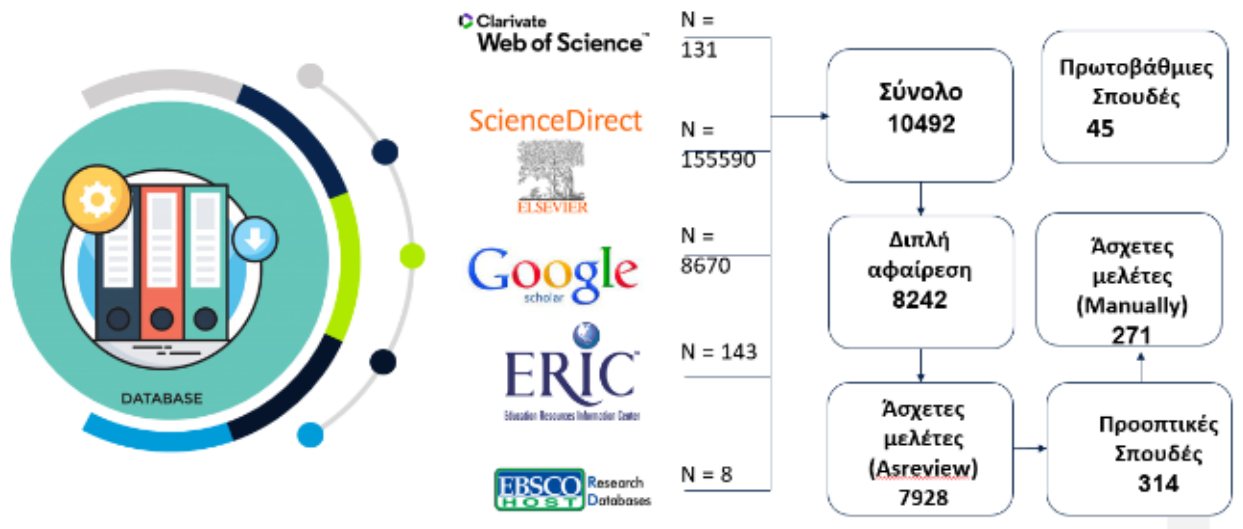 DATABASE
Clarivate
Web of Science™
N =
131
ScienceDirect
ELSEVIER
N =
155590
Google
scholar
N =
8670
ERIC™
Education Resources Information Center
N = 143
EBSCO
HOST
Research
Databases
N = 8
Σύνολο
10492
Διπλή
αφαίρεση
8242
Άσχετες
μελέτες
(Asreview)
7928
Προοπτικές
Σπουδές
314
Άσχετες
μελέτες
(Manually)
271
Πρωτοβάθμιες
Σπουδές
45